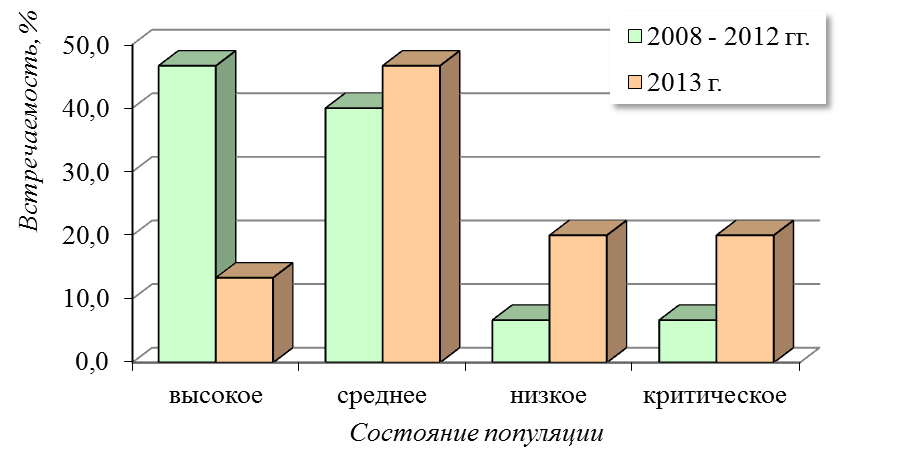 Встречаемость, %
50,0
40,0
30,0
20,0
10,0
0,0
2008 - 2012 гг.
2013 г.
высокое среднее низкое критическое
Состояние популяции